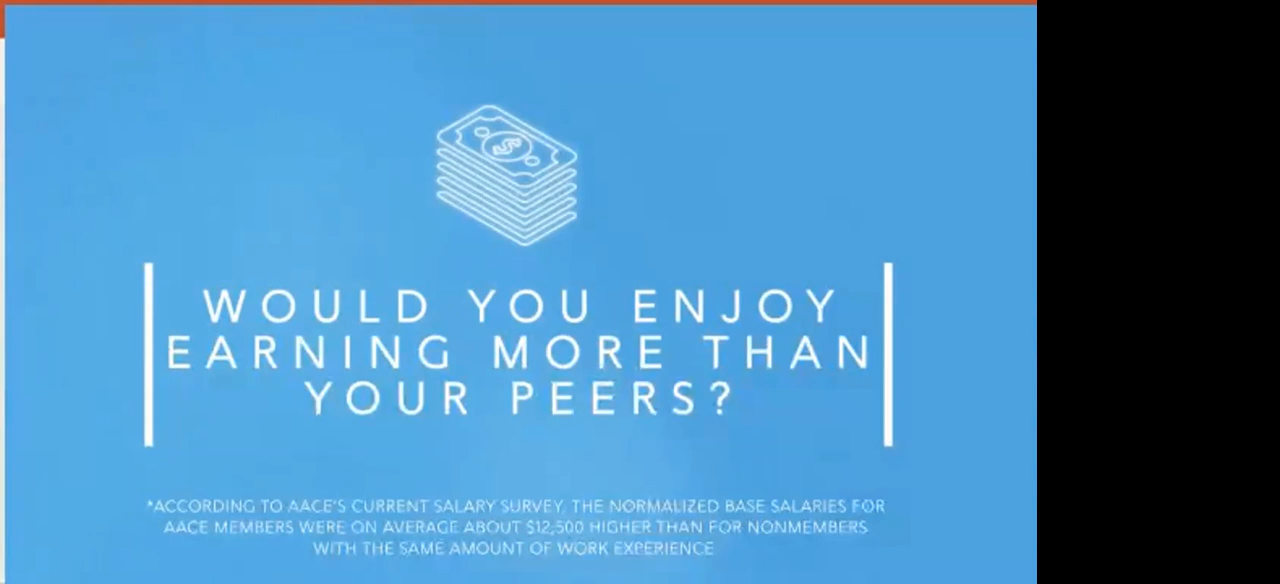 WOULD YOU ENJOY
EARNING MORE THAN
YOUR PEERS?
*ACCORDING TO AACE'S CURRENT SALARY SURVEY, THE NORMALIZED BASE SALARIES FOR
AACE MEMBERS WERE ON AVERAGE ABOUT $12,500 HIGHER THAN FOR NONMEMBERS
WITH THE SAME AMOUNT OF WORK EXPERIENCE